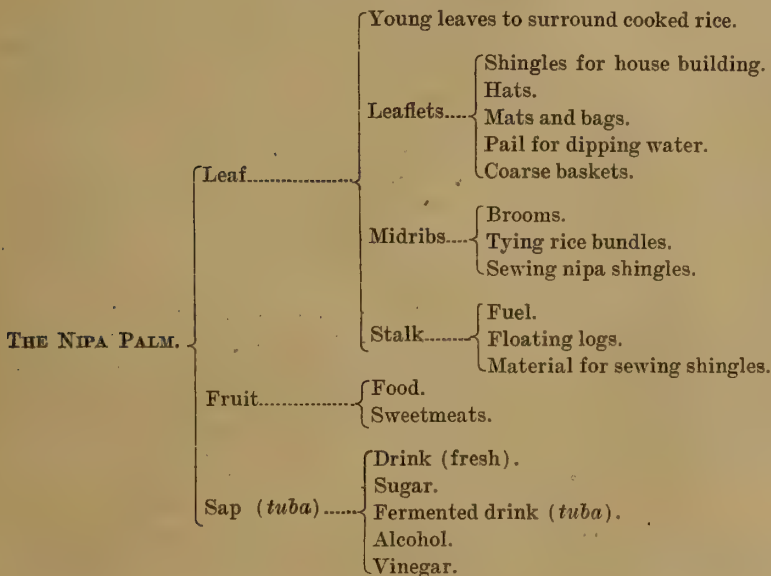 Young leaves to surround cooked rice.
Shingles for house building.
Hats.
Leaflets.....Mats and bags.
Pail for dipping water.
Leaf....................Coarse baskets.
Brooms.
Midribs....Tying rice bundles.
Sewing nipa shingles.
Fuel.
THE NIPA PALM. Stalk........Floating logs.
Material for sewing shingles.
Fruit...............Food.
Sweetmeats.
Drink (fresh).
Sugar.
Sap (tuba).......Fermented drink (tuba).
Alcohol.
Vinegar.